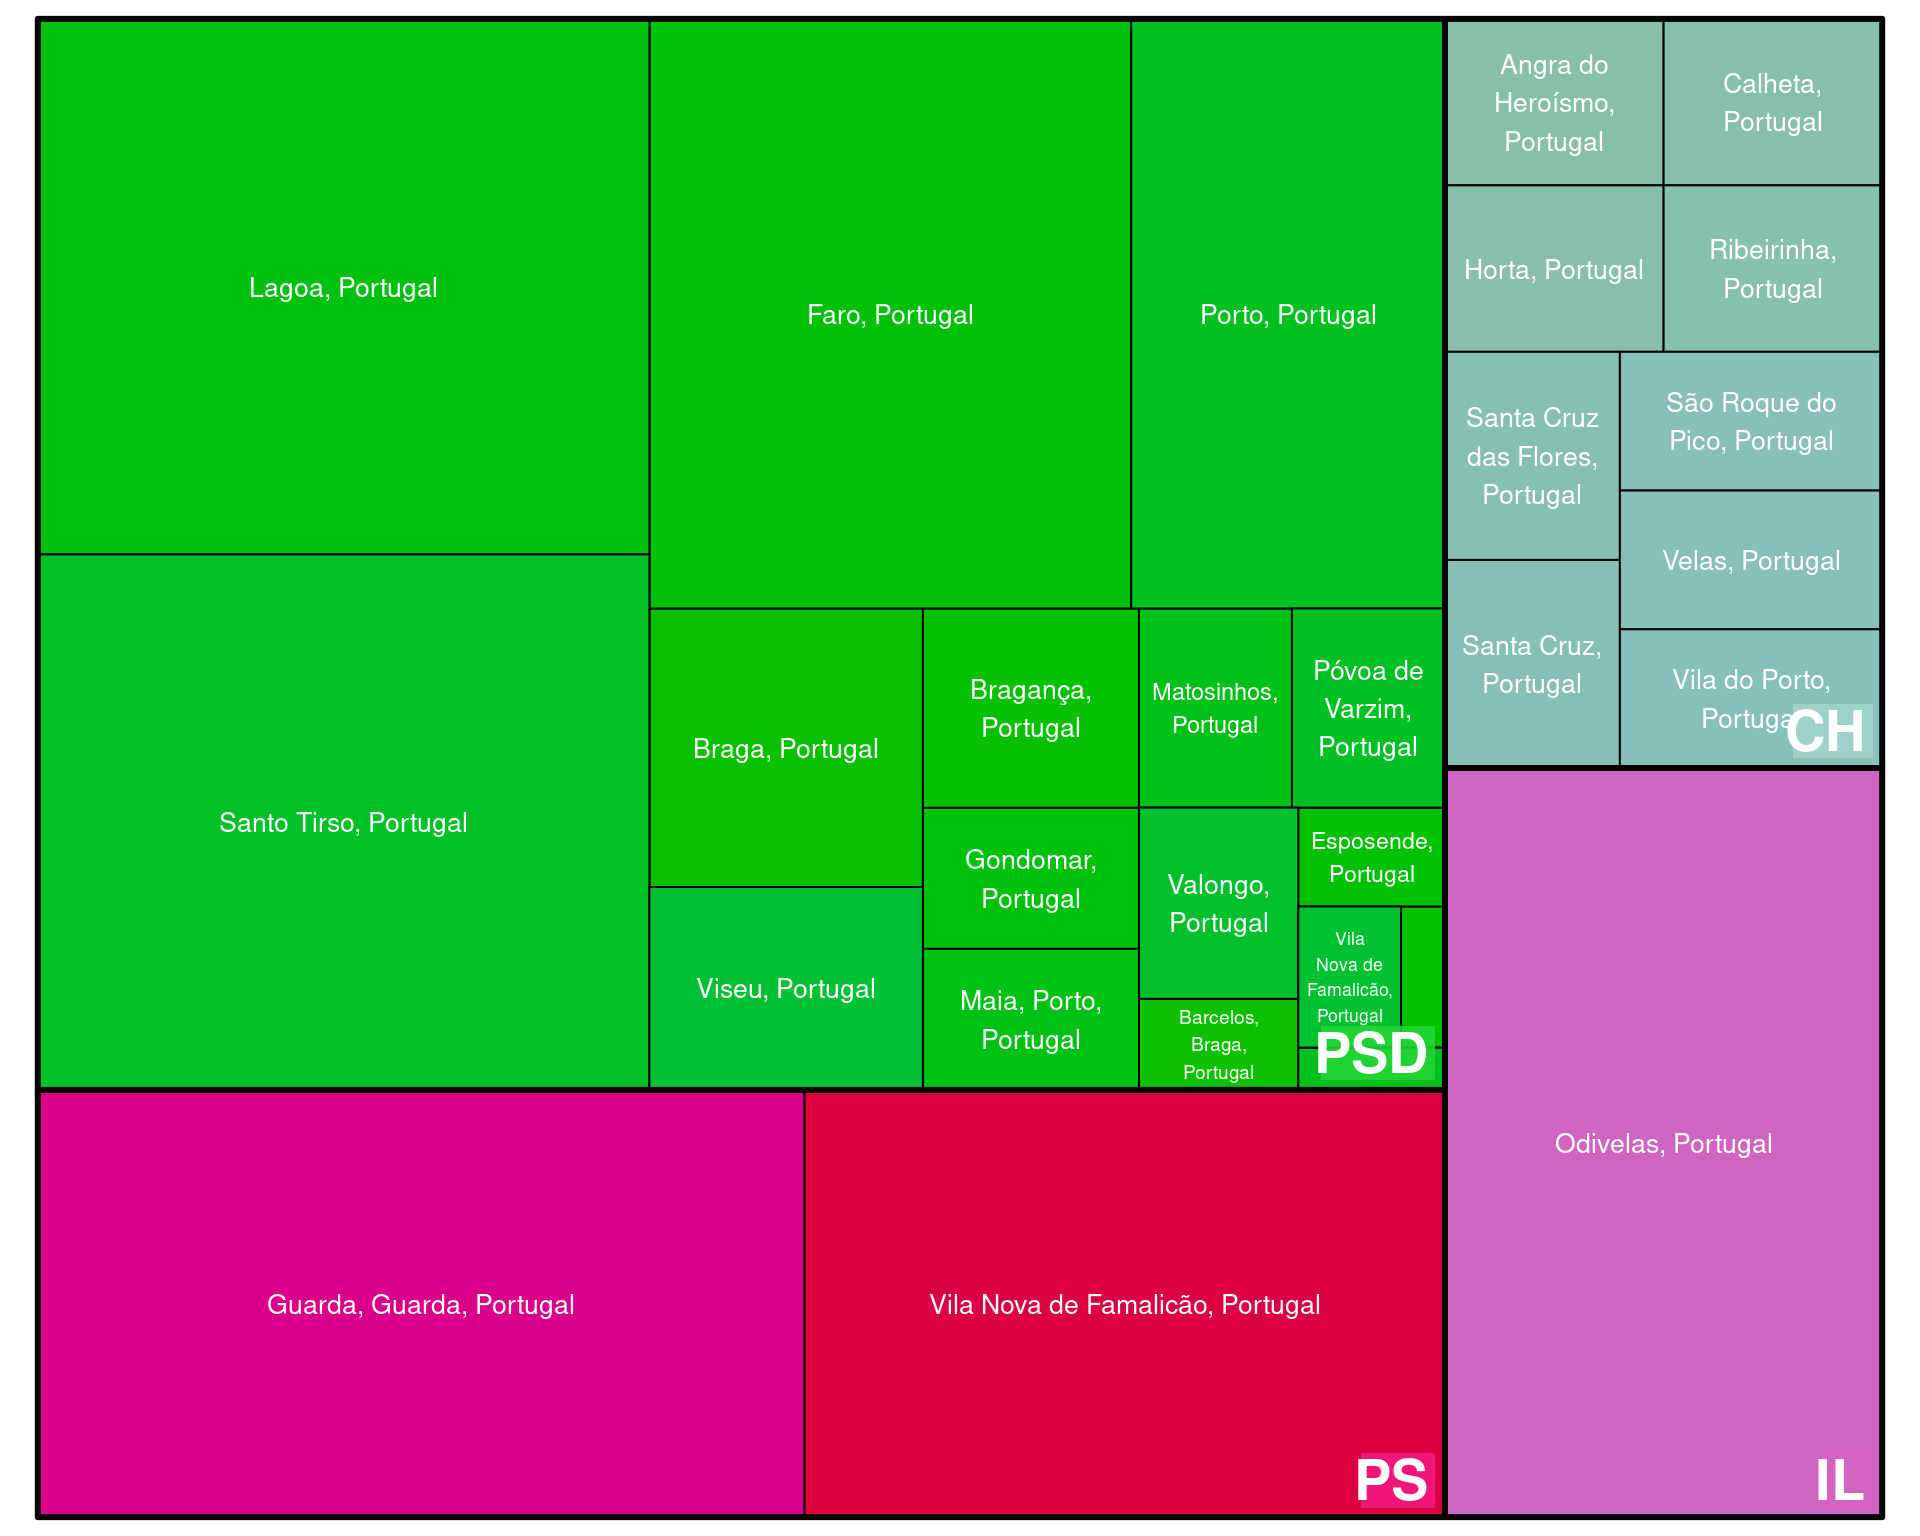 Lagoa, Portugal
Faro, Portugal
Porto, Portugal
Santo Tirso, Portugal
Braga, Portugal
Bragança,
Portugal
Matosinhos,
Portugal
Póvoa de
Varzim,
Portugal
Viseu, Portugal
Gondomar,
Portugal
Maia, Porto,
Portugal
Valongo,
Portugal
Esposende,
Portugal
Vila
Nova de
Famalicão,
Portugal
Barcelos,
Braga,
Portugal
PSD
Angra do
Heroísmo,
Portugal
Calheta,
Portugal
Horta, Portugal
Ribeirinha,
Portugal
Santa Cruz
das Flores,
Portugal
São Roque do
Pico, Portugal
Velas, Portugal
Santa Cruz,
Portugal
Vila do Porto,
Portugal
CH
Guarda, Guarda, Portugal
Vila Nova de Famalicão, Portugal
PS
Odivelas, Portugal
IL